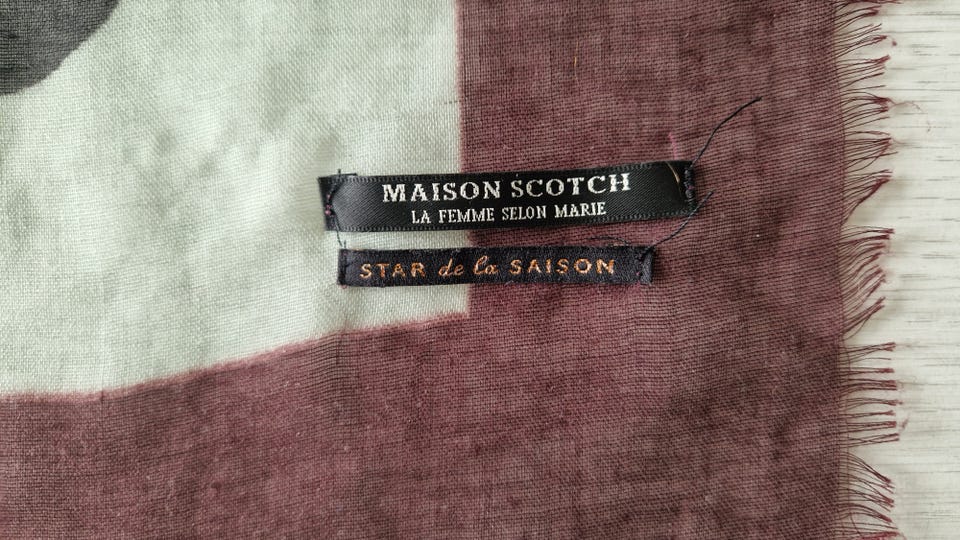 MAISON SCOTCH
LA FEMME SELON MARIE
STAR de la SAISON